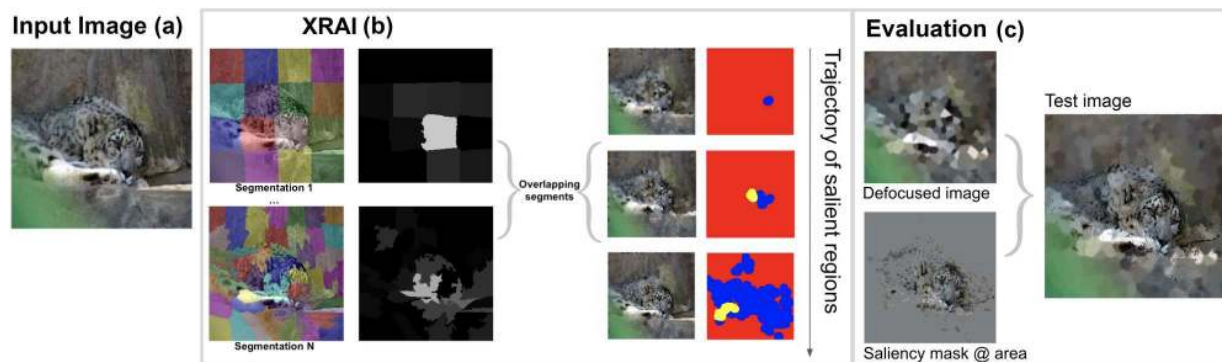 Input Image (a)
XRAI (b)
Segmentation 1
...
Segmentation N
Overlapping
segments
Trajectory of salient regions
Evaluation (c)
Defocused image
Saliency mask @ area
Test image